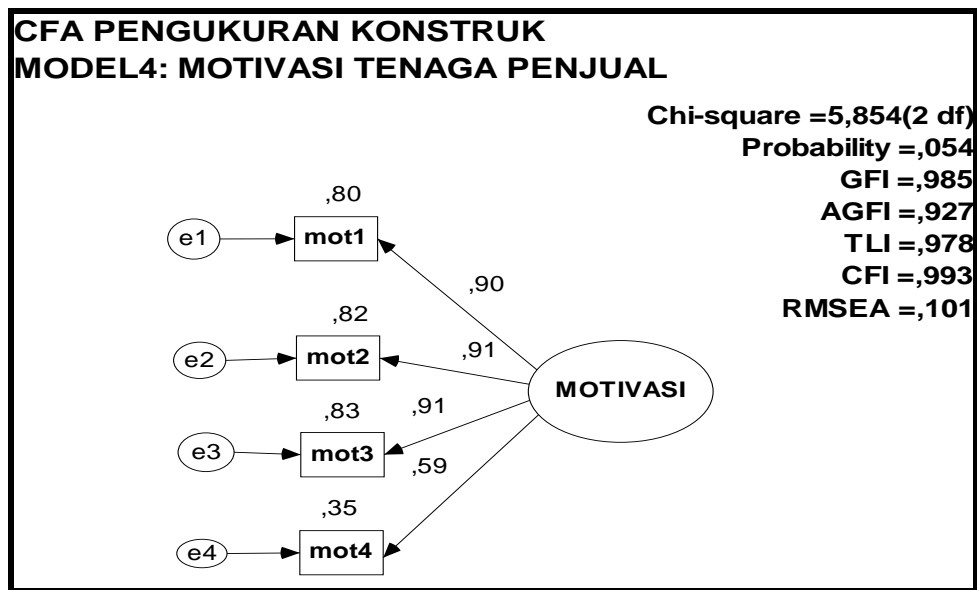 CFA PENGUKURAN KONSTRUK
MODEL4: MOTIVASI TENAGA PENJUAL
Chi-square =5,854(2 df)
Probability =,054
GFI =,985
AGFI =,927
TLI =,978
CFI =,993
RMSEA =,101
,80
e1
mot1
,90
,82
e2
mot2
,91
MOTIVASI
,83
,91
e3
mot3
,59
,35
e4
mot4